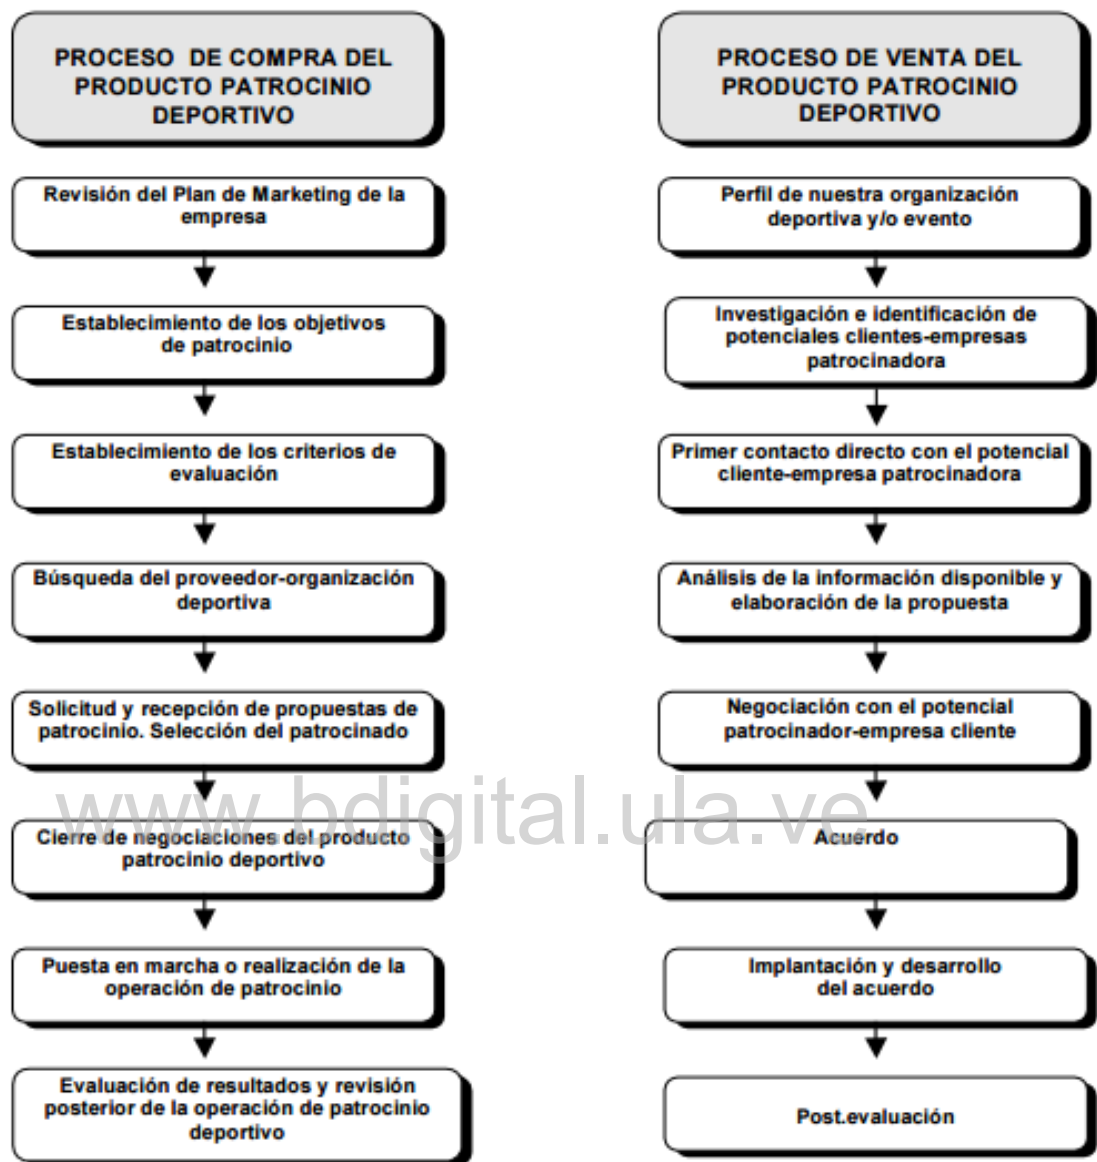 PROCESO DE COMPRA DEL
PRODUCTO PATROCINIO
DEPORTIVO
Revisión del Plan de Marketing de la
empresa
Establecimiento de los objetivos
de patrocinio
Establecimiento de los criterios de
evaluación
Búsqueda del proveedor-organización
deportiva
Solicitud y recepción de propuestas de
patrocinio. Selección del patrocinado
Cierre de negociaciones del producto
patrocinio deportivo
Puesta en marcha o realización de la
operación de patrocinio
Evaluación de resultados y revisión
posterior de la operación de patrocinio
deportivo
PROCESO DE VENTA DEL
PRODUCTO PATROCINIO
DEPORTIVO
Perfil de nuestra organización
deportiva y/o evento
Investigación e identificación de
potenciales clientes-empresas
patrocinadora
Primer contacto directo con el potencial
cliente-empresa patrocinadora
Análisis de la información disponible y
elaboración de la propuesta
Negociación con el potencial
patrocinador-empresa cliente
Acuerdo
Implantación y desarrollo
del acuerdo
Post.evaluación
www.bdigital.ula.ve